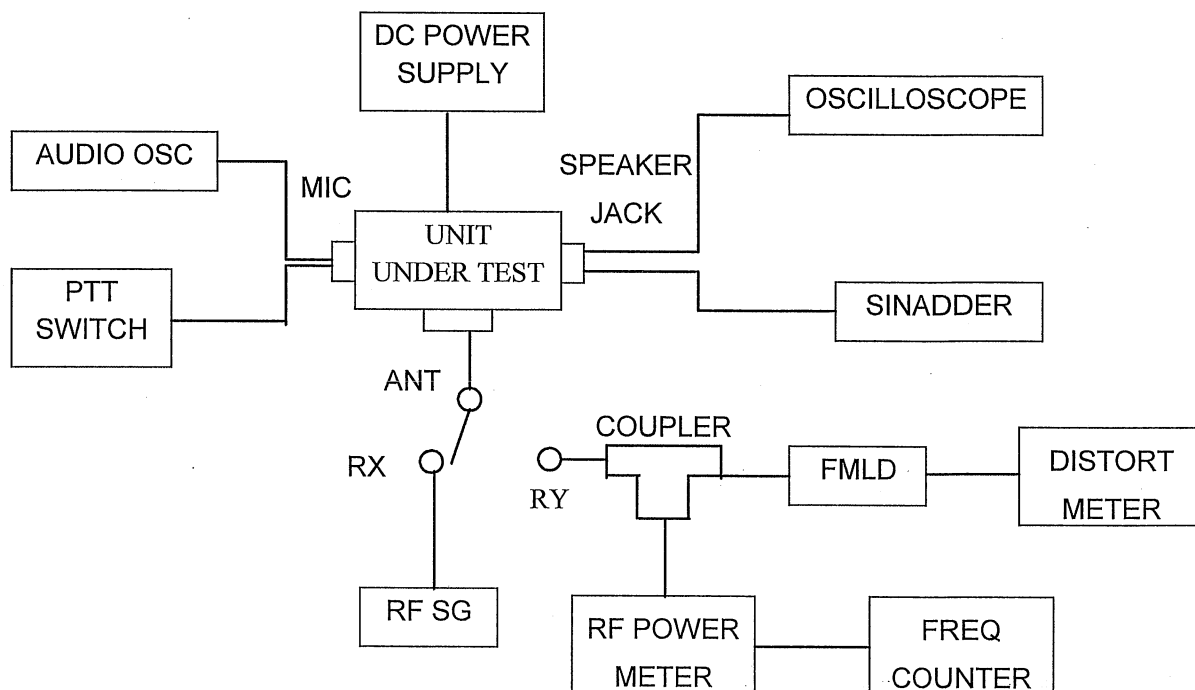 DC POWER
SUPPLY
OSCILLOSCOPE
AUDIO OSC
MIC
SPEAKER
JACK
UNIT
UNDER TEST
PTT
SWITCH
SINADDER
ANT
RX
RY
COUPLER
FMLD
DISTORT
METER
RF SG
RF POWER
METER
FREQ
COUNTER